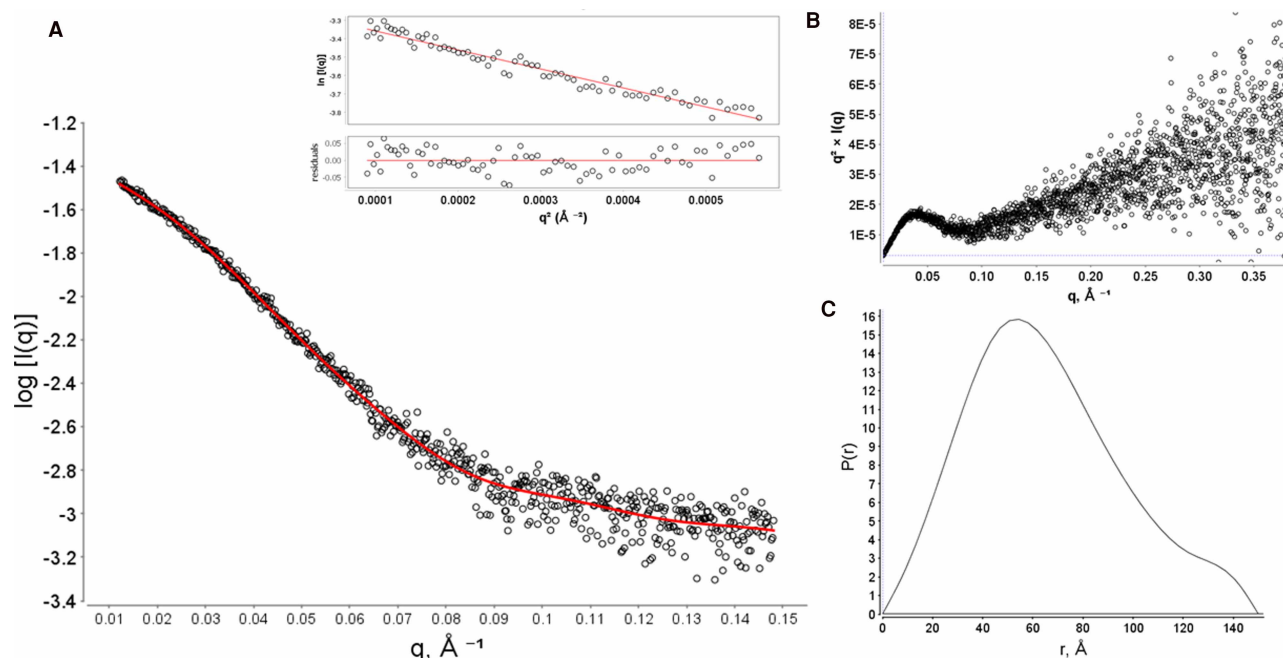 A
-3.3
-3.4
-3.5
-3.6
-3.7
-3.8
ln [I(q)]
0.05
0.00
-0.05
residuals
0.0001 0.0002 0.0003 0.0004 0.0005
q² (Å ⁻²)
-1.2
-1.4
-1.6
-1.8
-2
-2.2
-2.4
-2.6
-2.8
-3
-3.2
-3.4
log [I(q)]
0.01 0.02 0.03 0.04 0.05 0.06 0.07 0.08 0.09 0.10 0.11 0.12 0.13 0.14 0.15
q, Å ⁻¹
B
8E-5
7E-5
6E-5
5E-5
4E-5
3E-5
2E-5
1E-5
q² × I(q)
0.05 0.10 0.15 0.20 0.25 0.30 0.35
q, Å ⁻¹
C
16
15
14
13
12
11
10
9
8
7
6
5
4
3
2
1
0
P(r)
0 20 40 60 80 100 120 140
r, Å